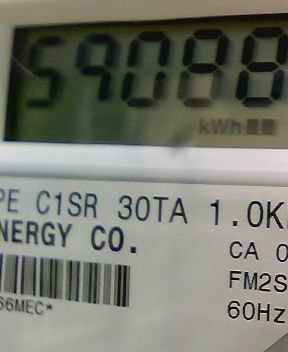 59088
kWh
PE C1SR 30TA 1.0K
NERGY CO.
CA 0
FM2S
66MEC*
60Hz